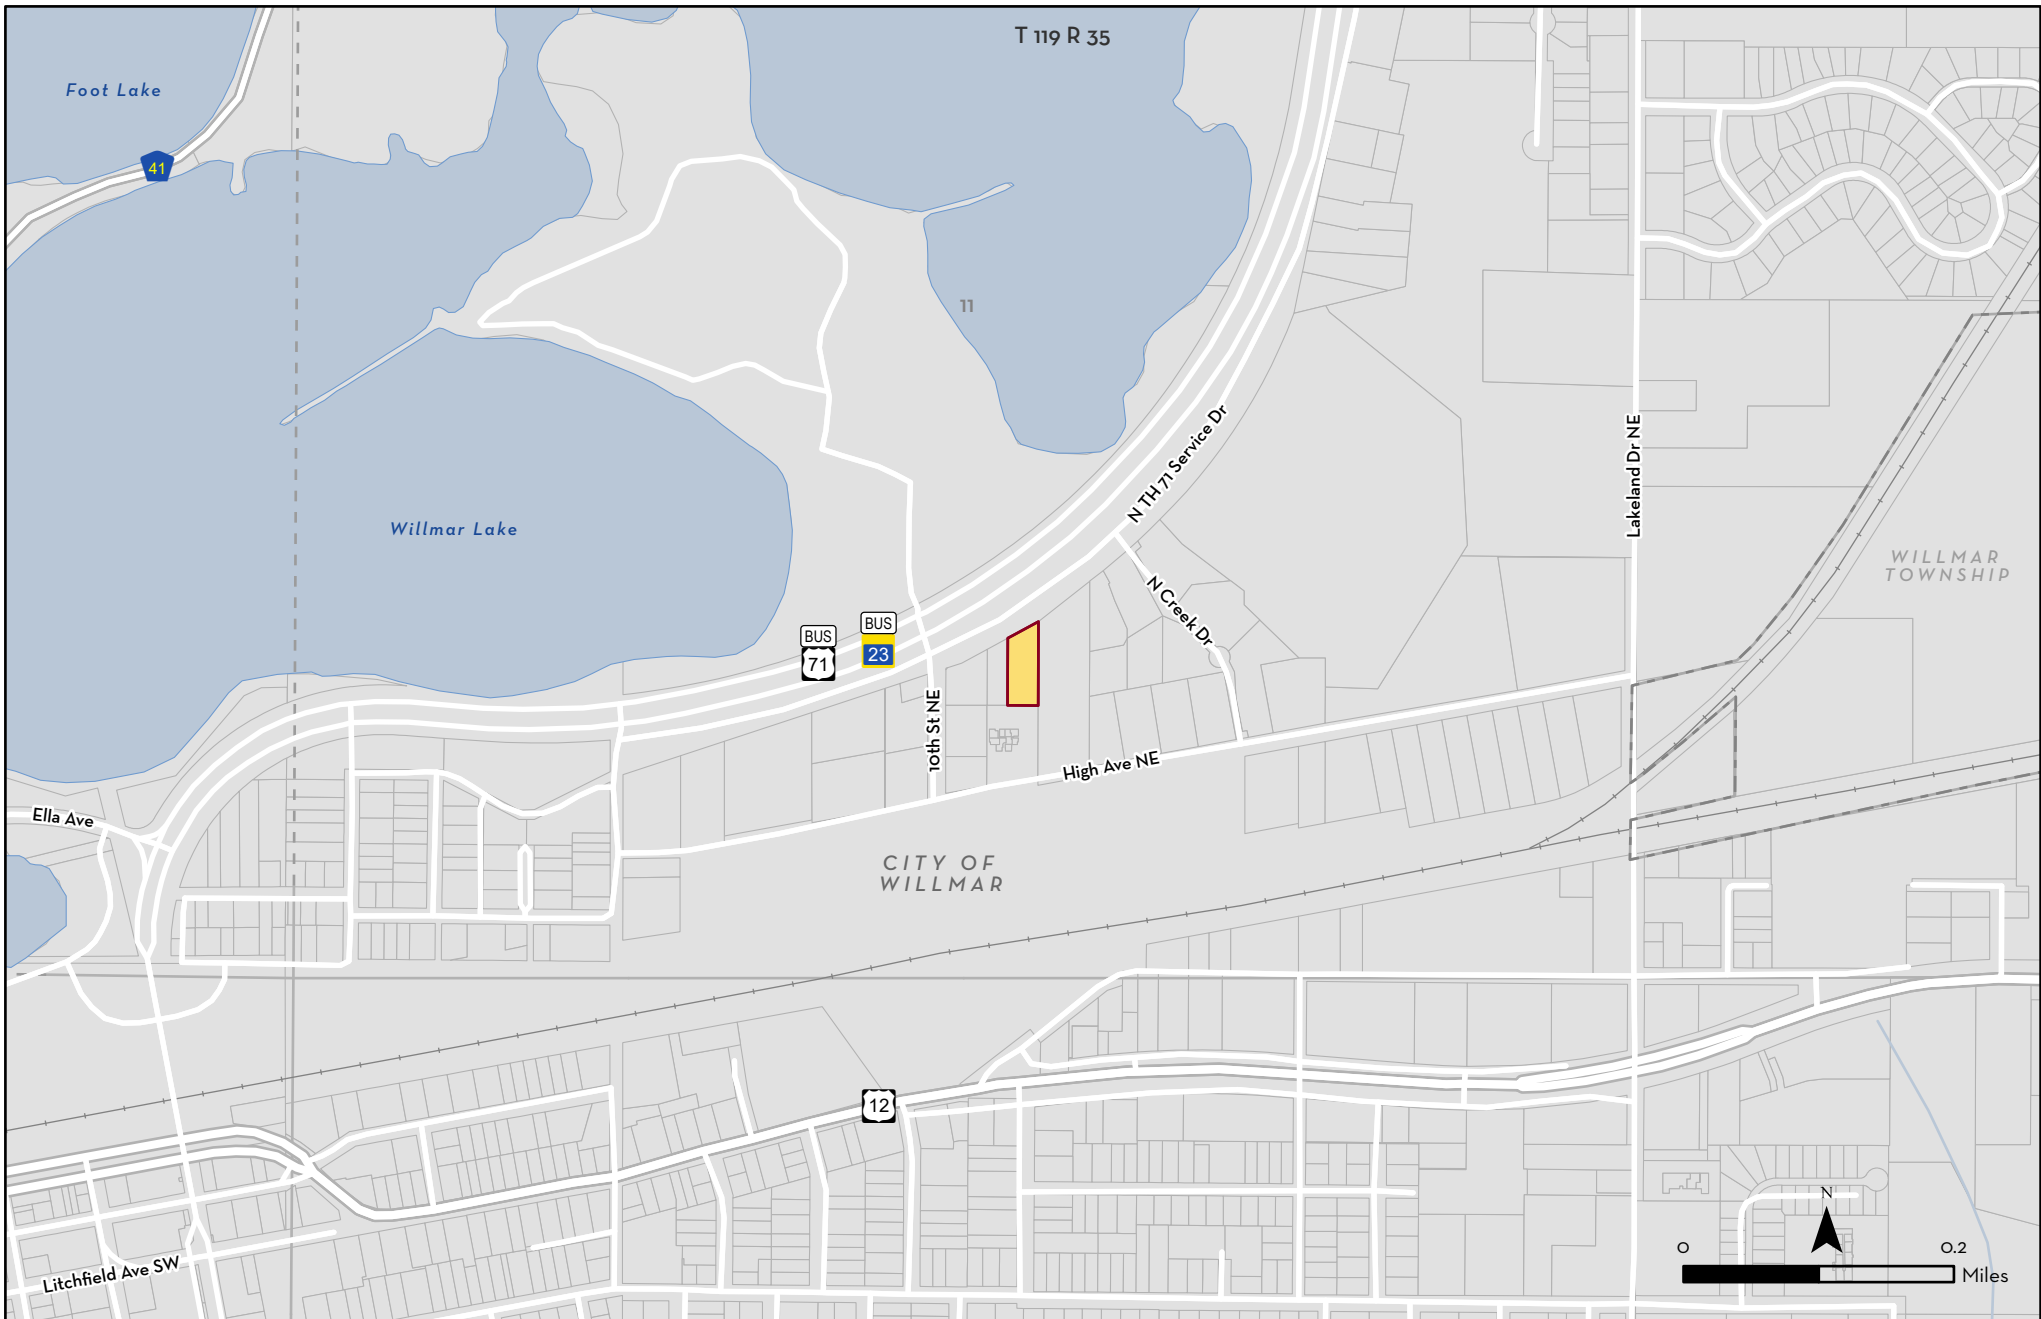 T 119 R 35
Foot Lake
41
11
N TH 71 Service Dr
Lakeland Dr NE
Willmar Lake
WILLMAR
TOWNSHIP
N Creek Dr
BUS
71
BUS
23
10th St NE
High Ave NE
Ella Ave
CITY OF
WILLMAR
12
N
0
0.2
Miles
Litchfield Ave SW